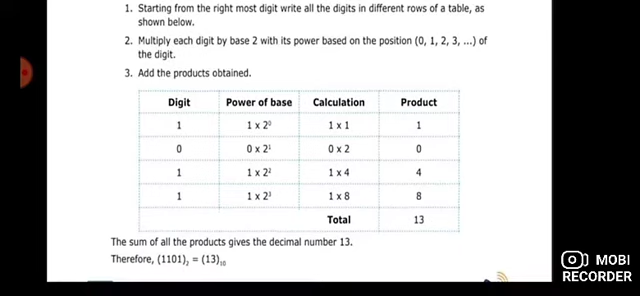 1. Starting from the right most digit write all the digits in different rows of a table, as
shown below.
2. Multiply each digit by base 2 with its power based on the position (0, 1, 2, 3, ...) of
the digit.
3. Add the products obtained.
Digit Power of base Calculation Product
1 1 x 2⁰ 1 x 1 1
0 0 x 2¹ 0 x 2 0
1 1 x 2² 1 x 4 4
1 1 x 2³ 1 x 8 8
Total 13
The sum of all the products gives the decimal number 13.
Therefore, (1101)₂ = (13)₁₀
MOBI
RECORDER